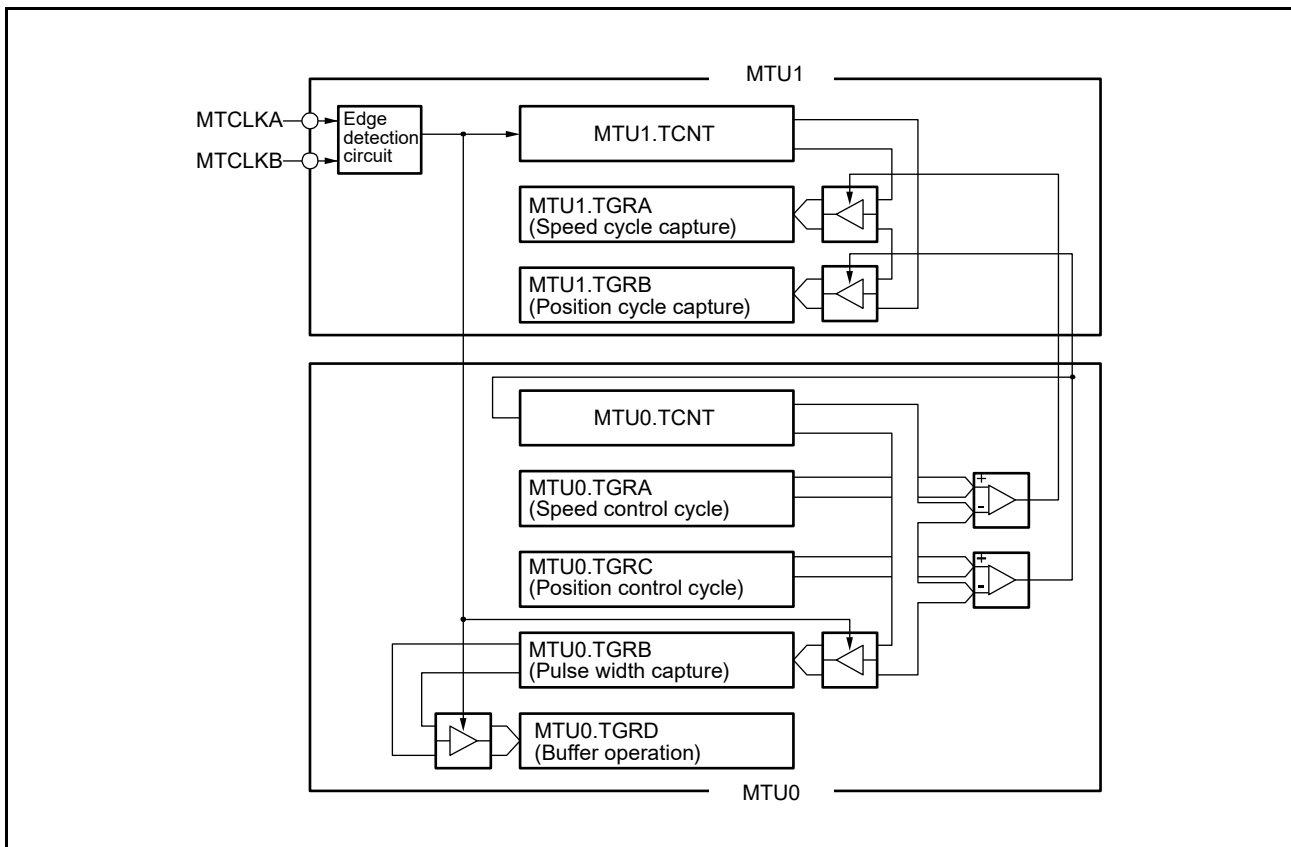 MTU1
MTCLKA
MTCLKB
Edge
detection
circuit
MTU1.TCNT
MTU1.TGRA
(Speed cycle capture)
MTU1.TGRB
(Position cycle capture)
MTU0.TCNT
MTU0.TGRA
(Speed control cycle)
+
-
MTU0.TGRC
(Position control cycle)
+
-
MTU0.TGRB
(Pulse width capture)
MTU0.TGRD
(Buffer operation)
MTU0